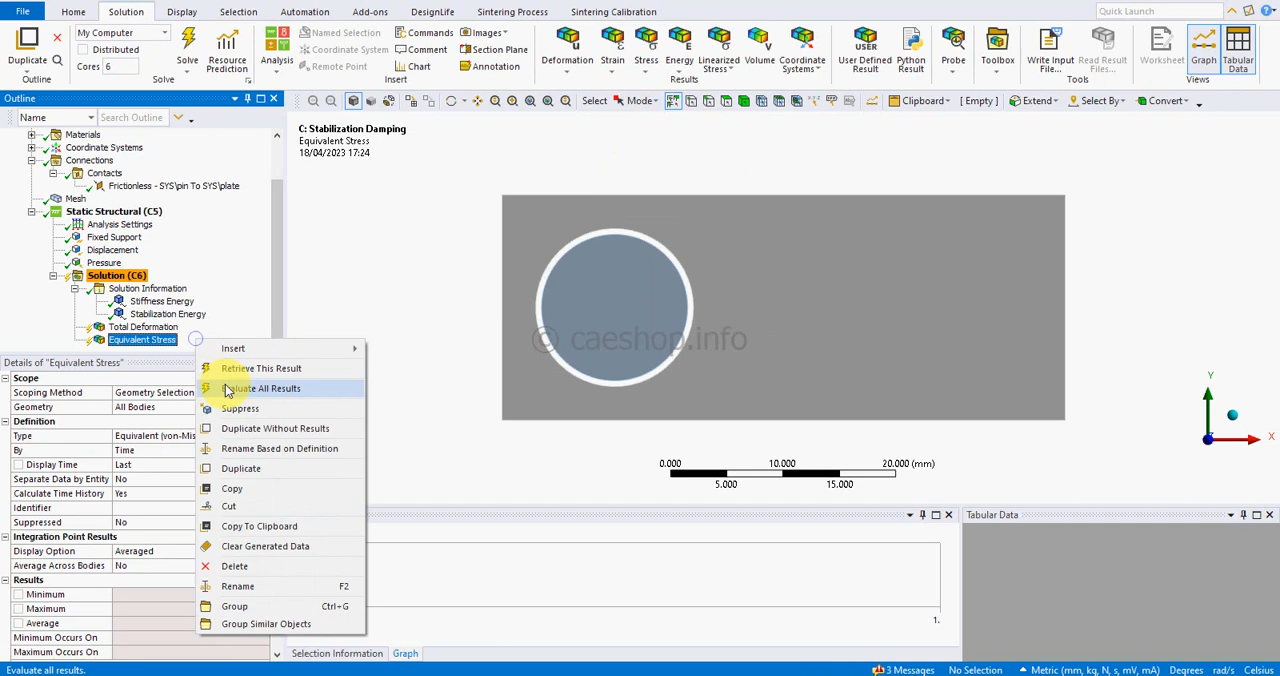 File Home Solution Display Selection Automation Add-ons DesignLife Sintering Process Sintering Calibration Quick Launch
My Computer Named Selection Commands Images
Distributed Coordinate System Comment Section Plane
Duplicate Cores 6 Solve Resource Prediction Analysis Remote Point Chart Annotation Deformation Strain Stress Energy Linearized Stress Volume Coordinate Systems User Defined Result Python Result Probe Toolbox Write Input File... Read Result Files... Worksheet Graph Tabular Data
Outline Solve Insert Results Tools Views
Outline
Name Search Outline
Select Mode Clipboard [ Empty ] Extend Select By Convert
Materials
Coordinate Systems
Connections
Contacts
Frictionless - SYS\pin To SYS\plate
Mesh
Static Structural (C5)
Analysis Settings
Fixed Support
Displacement
Pressure
Solution (C6)
Solution Information
Stiffness Energy
Stabilization Energy
Total Deformation
Equivalent Stress
C: Stabilization Damping
Equivalent Stress
18/04/2023 17:24
© caeshop.info
0.000 10.000 20.000 (mm)
5.000 15.000
Y
X
Insert
Retrieve This Result
Evaluate All Results
Suppress
Duplicate Without Results
Rename Based on Definition
Duplicate
Copy
Cut
Copy To Clipboard
Clear Generated Data
Delete
Rename F2
Group Ctrl+G
Group Similar Objects
Details of "Equivalent Stress"
Scope
Scoping Method Geometry Selection
Geometry All Bodies
Definition
Type Equivalent (von-Mis
By Time
Display Time Last
Separate Data by Entity No
Calculate Time History Yes
Identifier
Suppressed No
Integration Point Results
Display Option Averaged
Average Across Bodies No
Results
Minimum
Maximum
Average
Minimum Occurs On
Maximum Occurs On
Tabular Data
1.
Selection Information Graph
Evaluate all results. 3 Messages No Selection Metric (mm, kg, N, s, mV, mA) Degrees rad/s Celsius